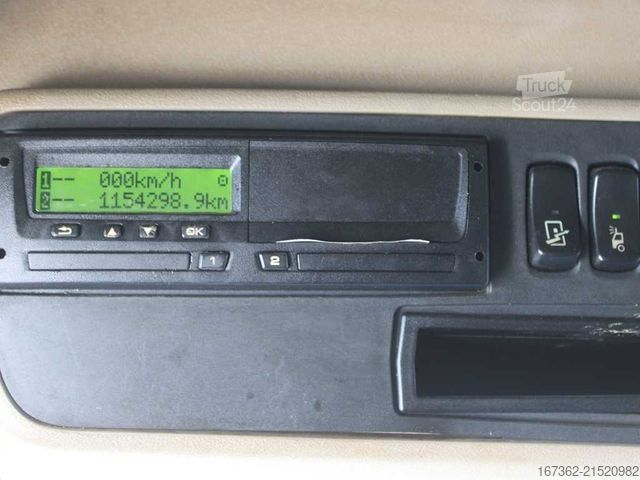 Truck
Scout24
1-- 000km/h
2-- 1154298.9km
OK
1
2
167362-21520982